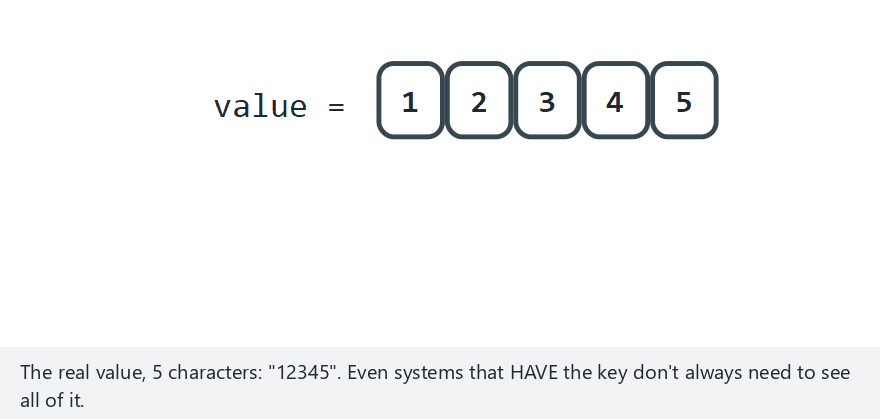 value = 1 2 3 4 5
The real value, 5 characters: "12345". Even systems that HAVE the key don't always need to see
all of it.